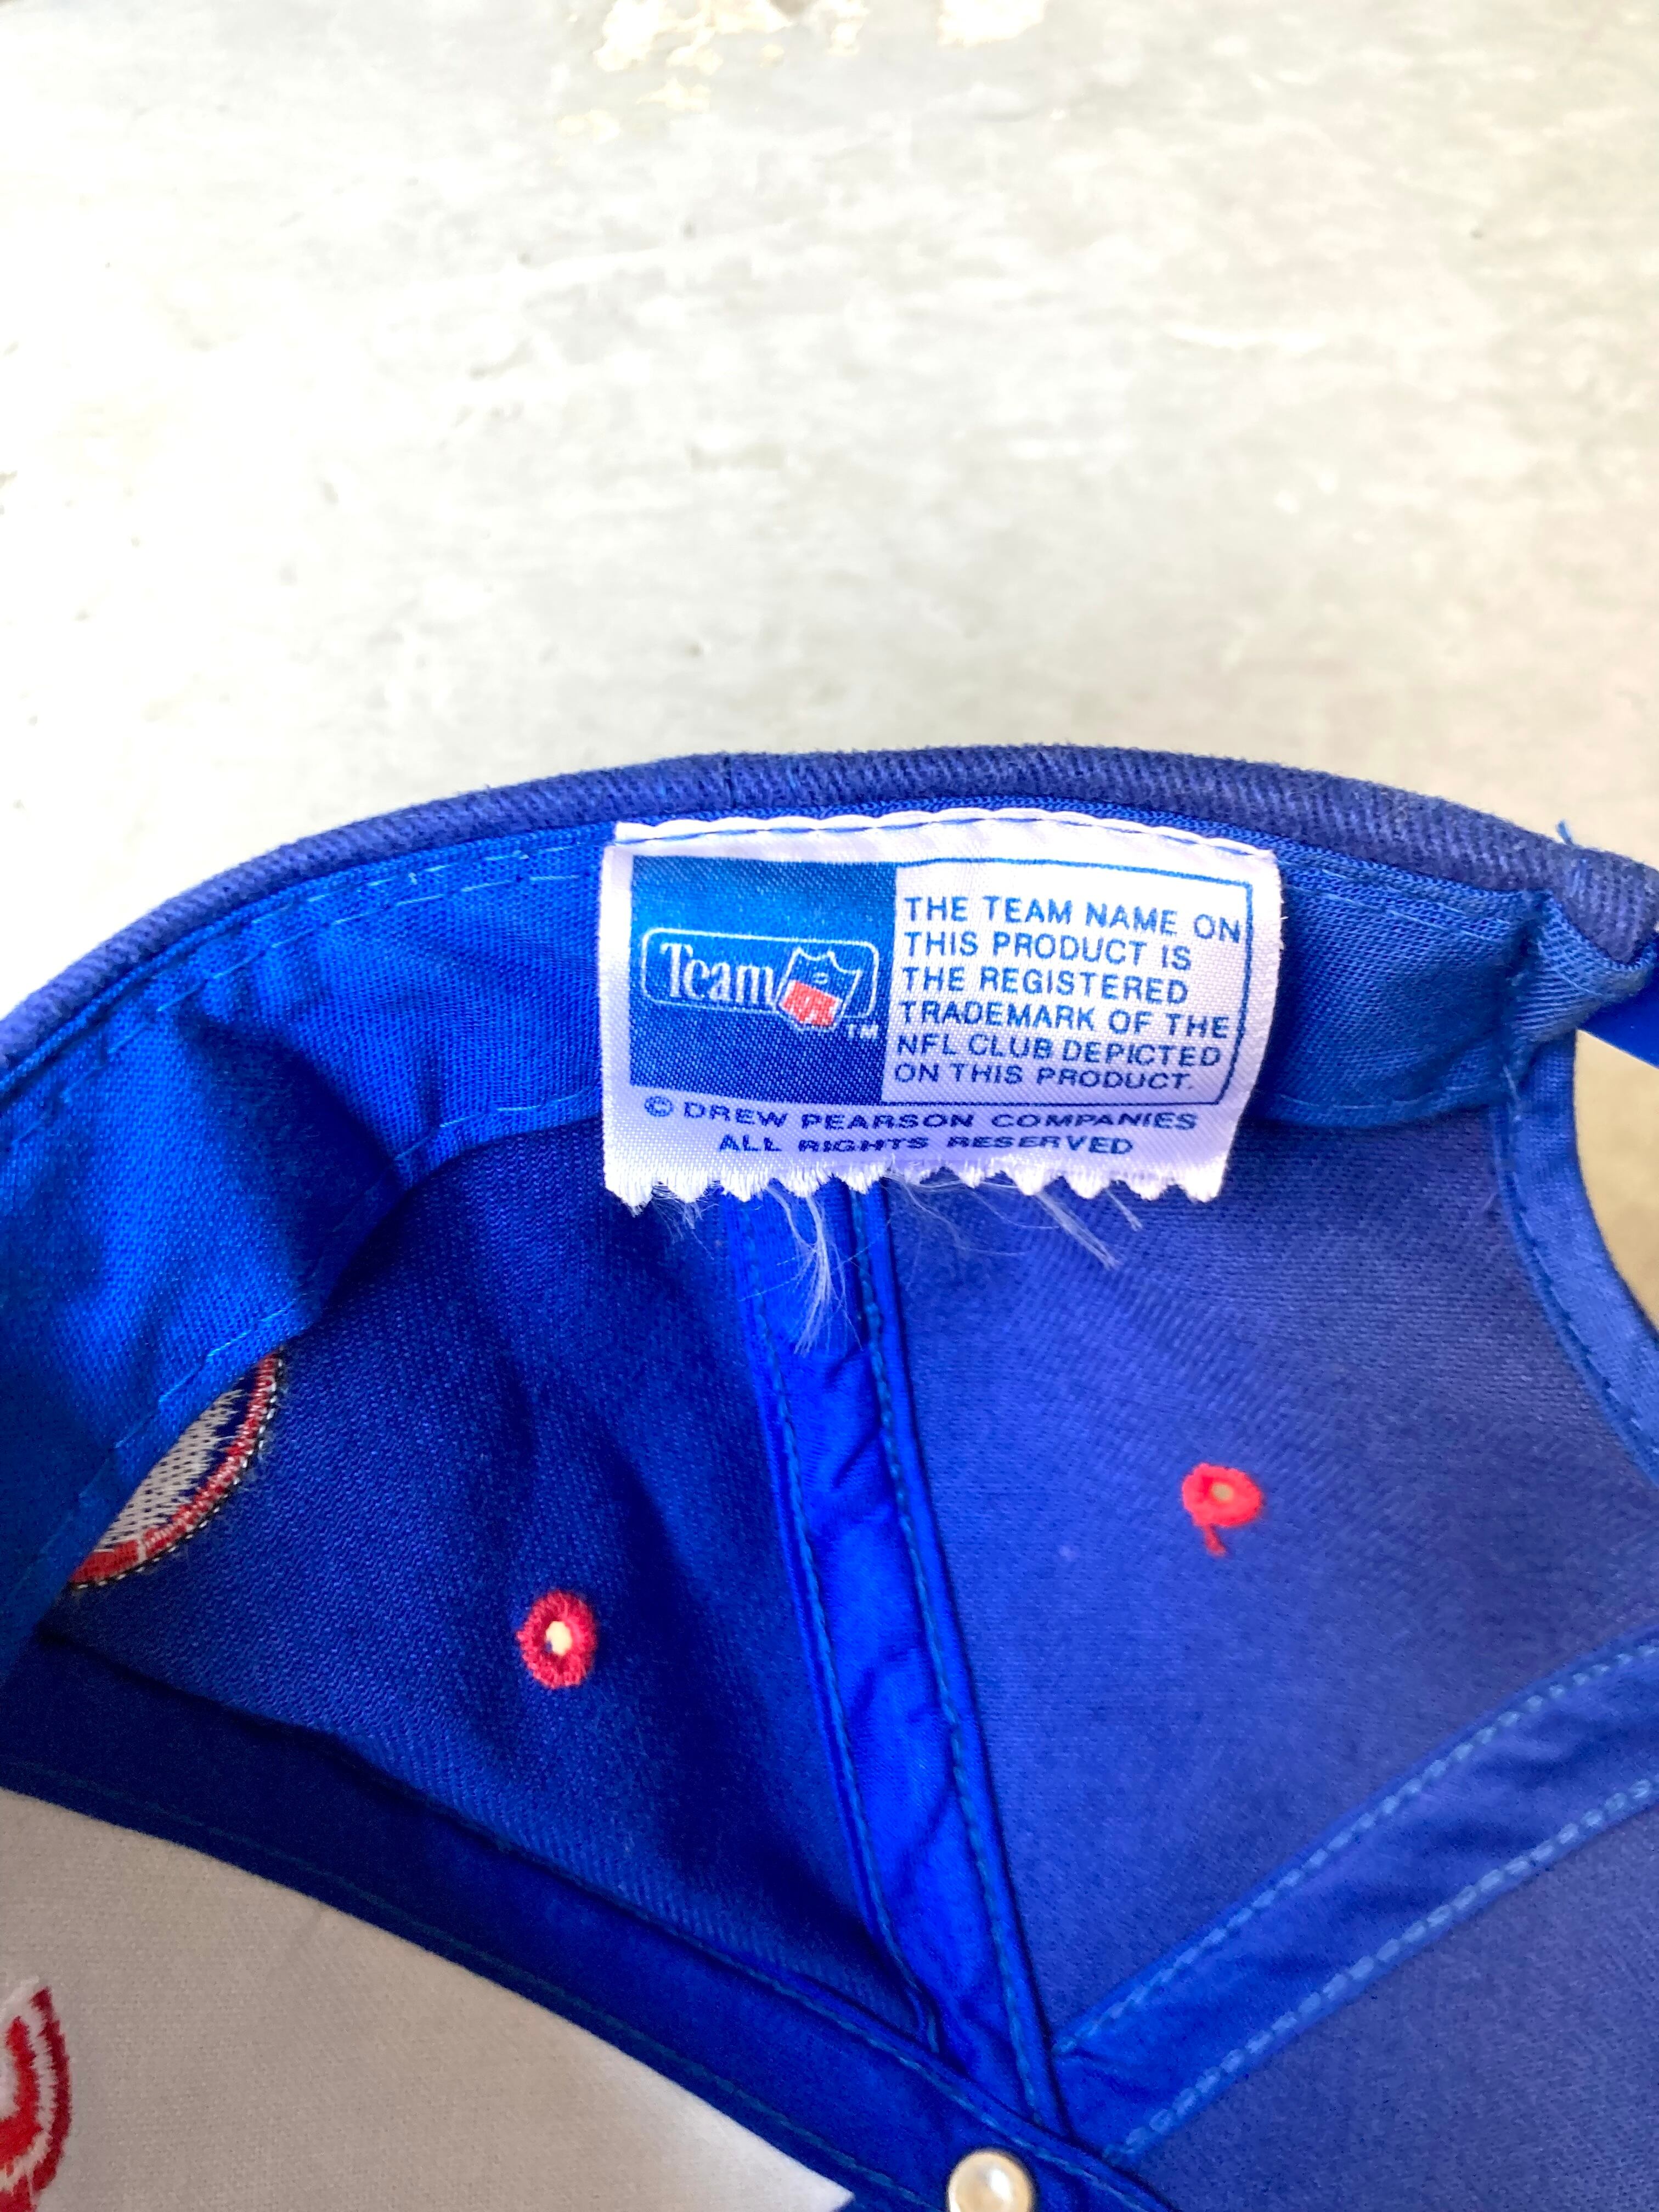 Team NFL TM
THE TEAM NAME ON
THIS PRODUCT IS
THE REGISTERED
TRADEMARK OF THE
NFL CLUB DEPICTED
ON THIS PRODUCT.
© DREW PEARSON COMPANIES
ALL RIGHTS RESERVED